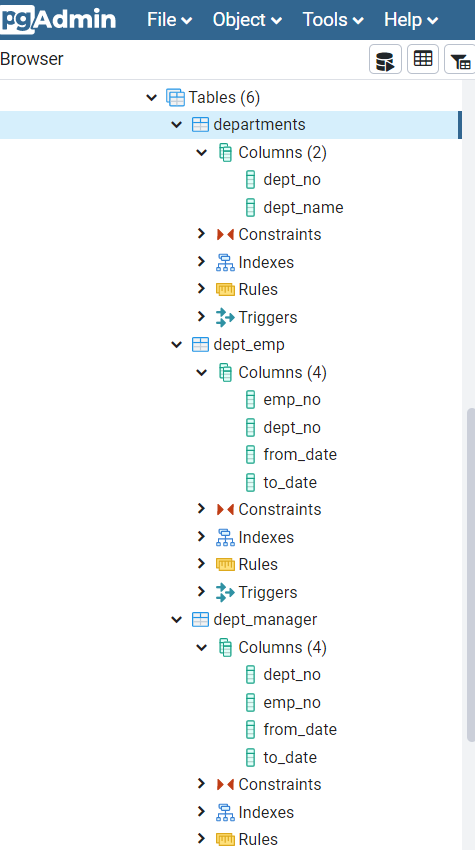 pgAdmin File Object Tools Help
Browser
Tables (6)
departments
Columns (2)
dept_no
dept_name
Constraints
Indexes
Rules
Triggers
dept_emp
Columns (4)
emp_no
dept_no
from_date
to_date
Constraints
Indexes
Rules
Triggers
dept_manager
Columns (4)
dept_no
emp_no
from_date
to_date
Constraints
Indexes
Rules